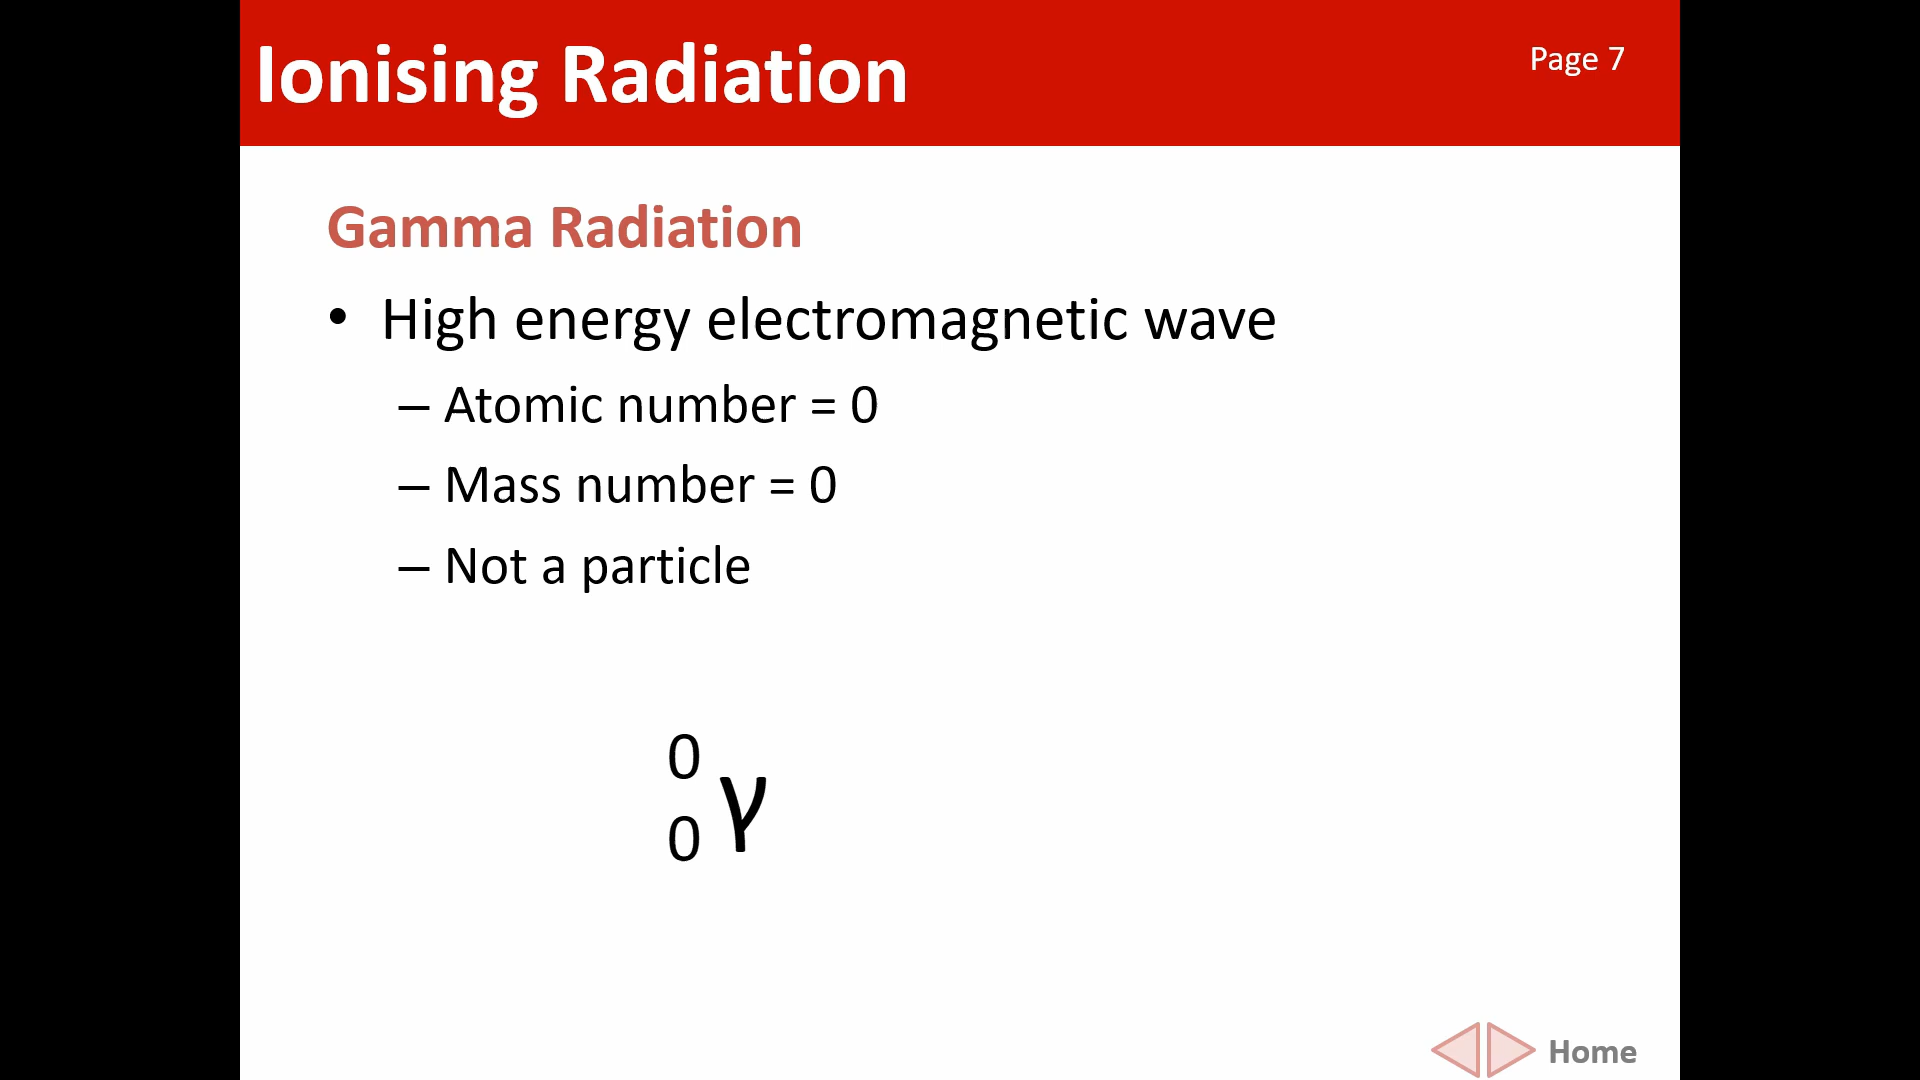 Ionising Radiation
Page 7
Gamma Radiation
• High energy electromagnetic wave
– Atomic number = 0
– Mass number = 0
– Not a particle
0
0
γ
Home